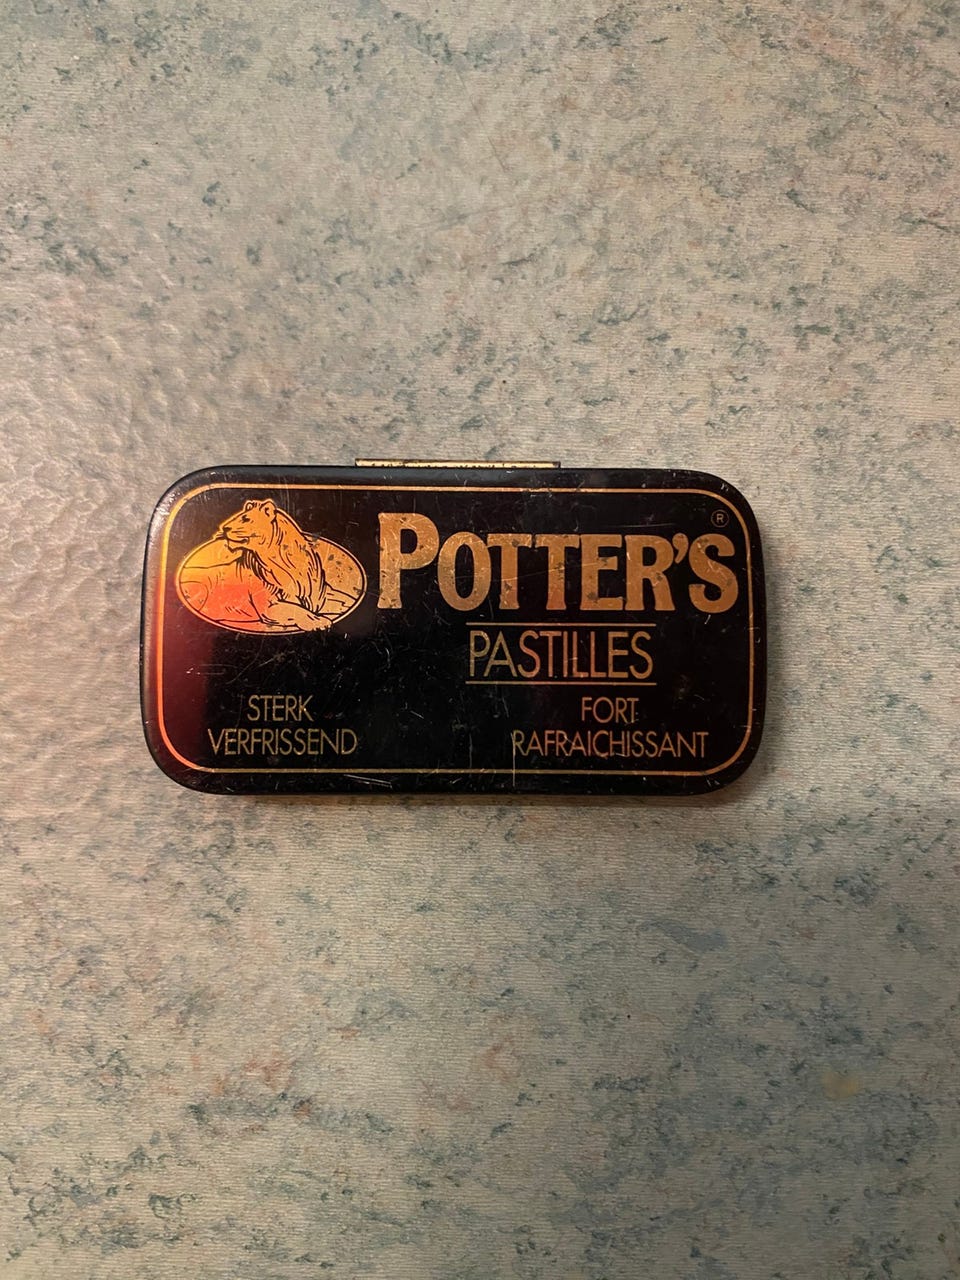 POTTER'S ®
PASTILLES
STERK
VERFRISSEND
FORT
RAFRAICHISSANT